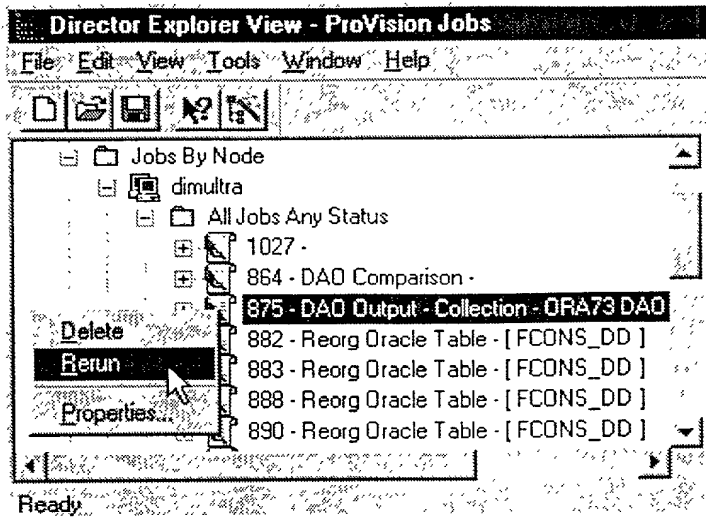 Director Explorer View - ProVision Jobs
File Edit View Tools Window Help
Jobs By Node
dimultra
All Jobs Any Status
1027 -
864 - DAO Comparison -
875 - DAO Output - Collection - ORA73 DAO
Delete
882 - Reorg Oracle Table - [ FCONS_DD ]
Rerun
883 - Reorg Oracle Table - [ FCONS_DD ]
888 - Reorg Oracle Table - [ FCONS_DD ]
Properties...
890 - Reorg Oracle Table - [ FCONS_DD ]
Ready